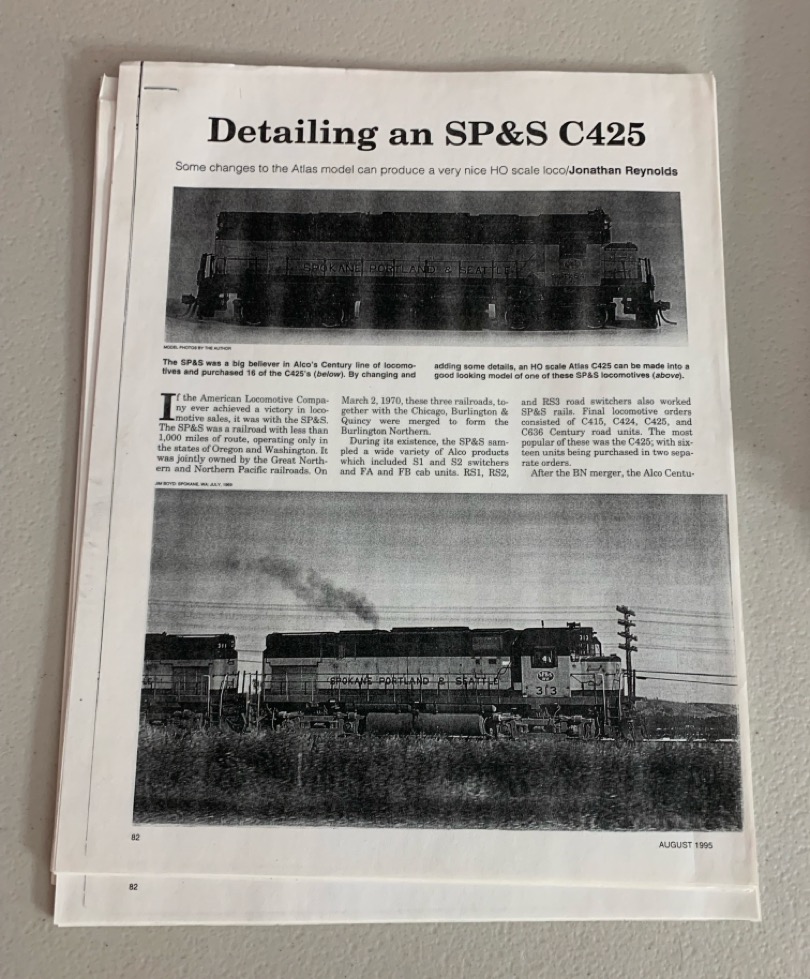 Detailing an SP&S C425
Some changes to the Atlas model can produce a very nice HO scale loco/Jonathan Reynolds
SPOKANE PORTLAND & SEATTLE
MODEL PHOTOS BY THE AUTHOR
The SP&S was a big believer in Alco's Century line of locomo-
tives and purchased 16 of the C425's (below). By changing and
adding some details, an HO scale Atlas C425 can be made into a
good looking model of one of these SP&S locomotives (above).
If the American Locomotive Compa-
ny ever achieved a victory in loco-
motive sales, it was with the SP&S.
The SP&S was a railroad with less than
1,000 miles of route, operating only in
the states of Oregon and Washington. It
was jointly owned by the Great North-
ern and Northern Pacific railroads. On
March 2, 1970, these three railroads, to-
gether with the Chicago, Burlington &
Quincy were merged to form the
Burlington Northern.
During its existence, the SP&S sam-
pled a wide variety of Alco products
which included S1 and S2 switchers
and FA and FB cab units. RS1, RS2,
and RS3 road switchers also worked
SP&S rails. Final locomotive orders
consisted of C415, C424, C425, and
C636 Century road units. The most
popular of these was the C425; with six-
teen units being purchased in two sepa-
rate orders.
After the BN merger, the Alco Centu-
JIM BOYD: SPOKANE, WA: JULY, 1969
311
313
SPOKANE PORTLAND & SEATTLE
313
82
AUGUST 1995
82